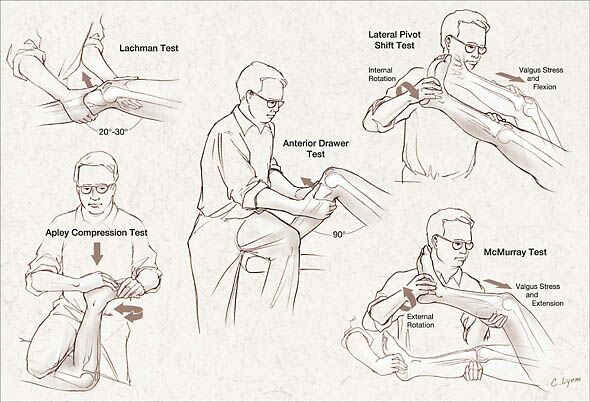 Lachman Test
20°-30°
Apley Compression Test
Anterior Drawer
Test
90°
Lateral Pivot
Shift Test
Internal
Rotation
Valgus Stress
and
Flexion
McMurray Test
Valgus Stress
and
Extension
External
Rotation
C. Lynm